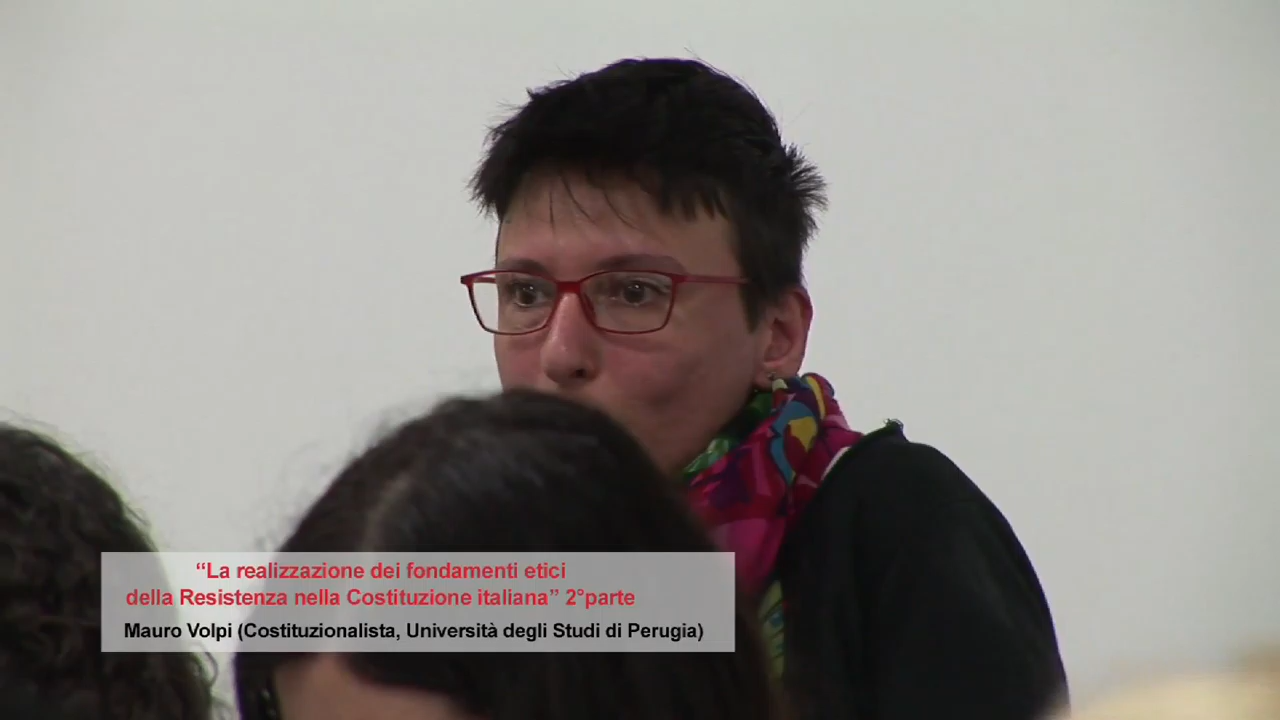 “La realizzazione dei fondamenti etici
della Resistenza nella Costituzione italiana” 2°parte
Mauro Volpi (Costituzionalista, Università degli Studi di Perugia)